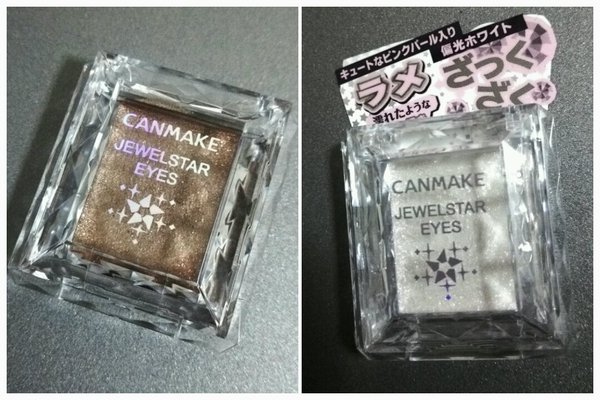 CANMAKE
JEWELSTAR
EYES
キュートなピンクパール入り
偏光ホワイト
ラメ
ざっく
ざく
濡れたような
CANMAKE
JEWELSTAR
EYES